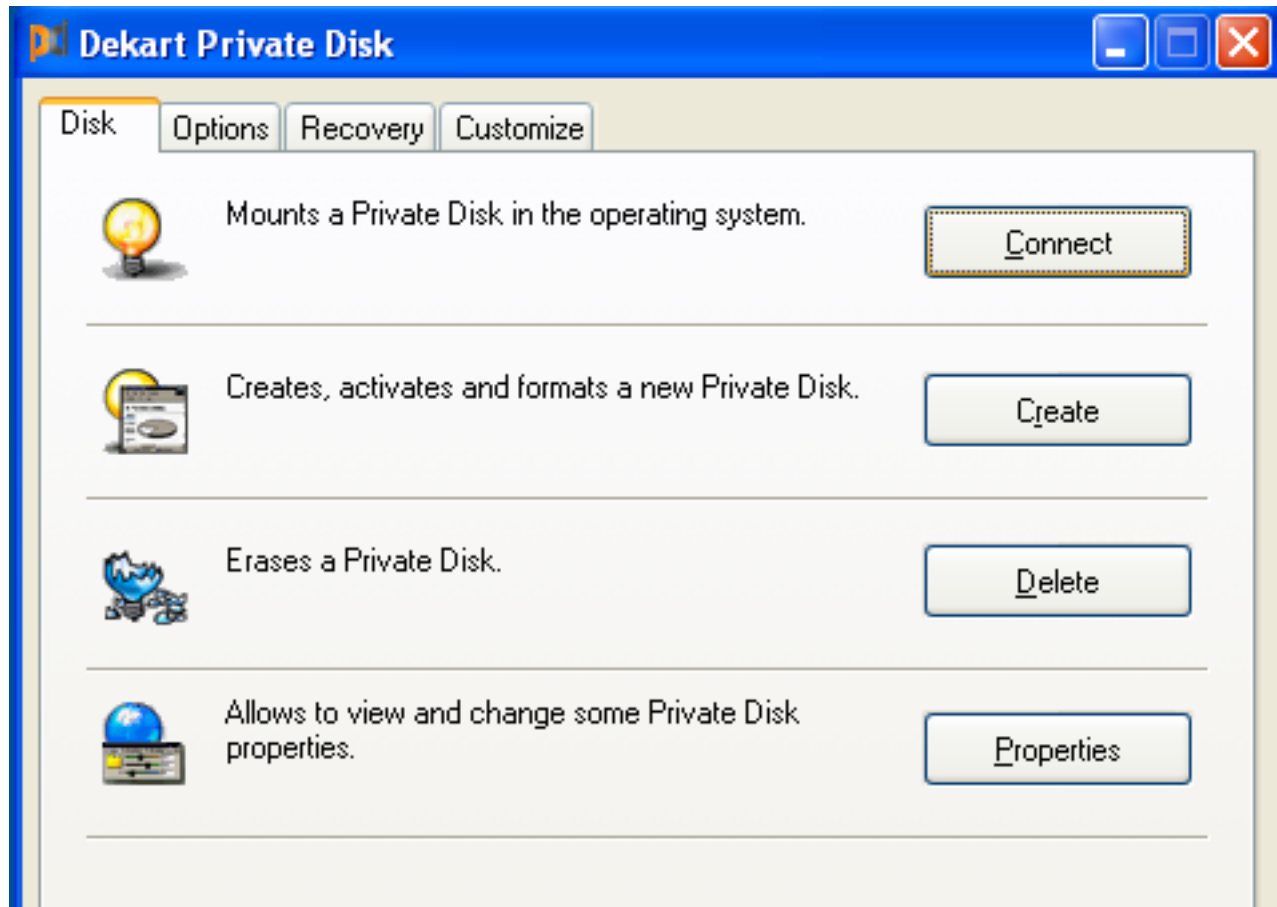 Dekart Private Disk
Disk Options Recovery Customize
Mounts a Private Disk in the operating system.
Connect
Creates, activates and formats a new Private Disk.
Create
Erases a Private Disk.
Delete
Allows to view and change some Private Disk
properties.
Properties